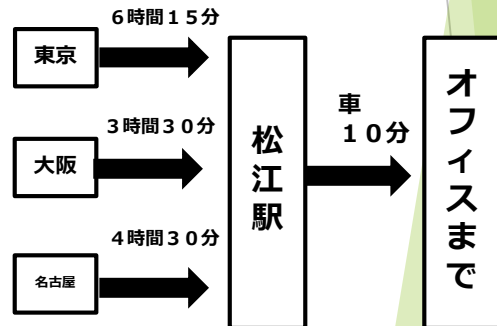 ６時間１５分
東京
３時間３０分
大阪
４時間３０分
名古屋
松江駅
車
１０分
オフィスまで